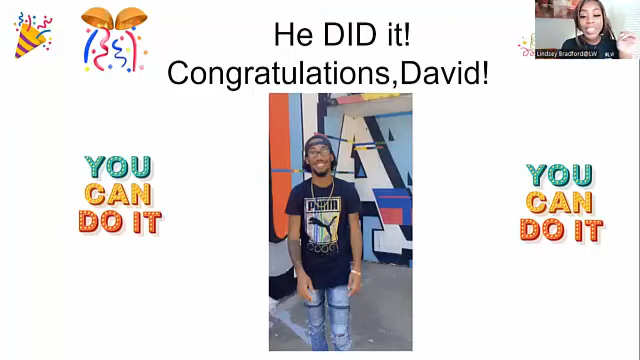 He DID it!
Congratulations,David!
YOU
CAN
DO IT
PUMA
YOU
CAN
DO IT
Lindsey Bradford@LW